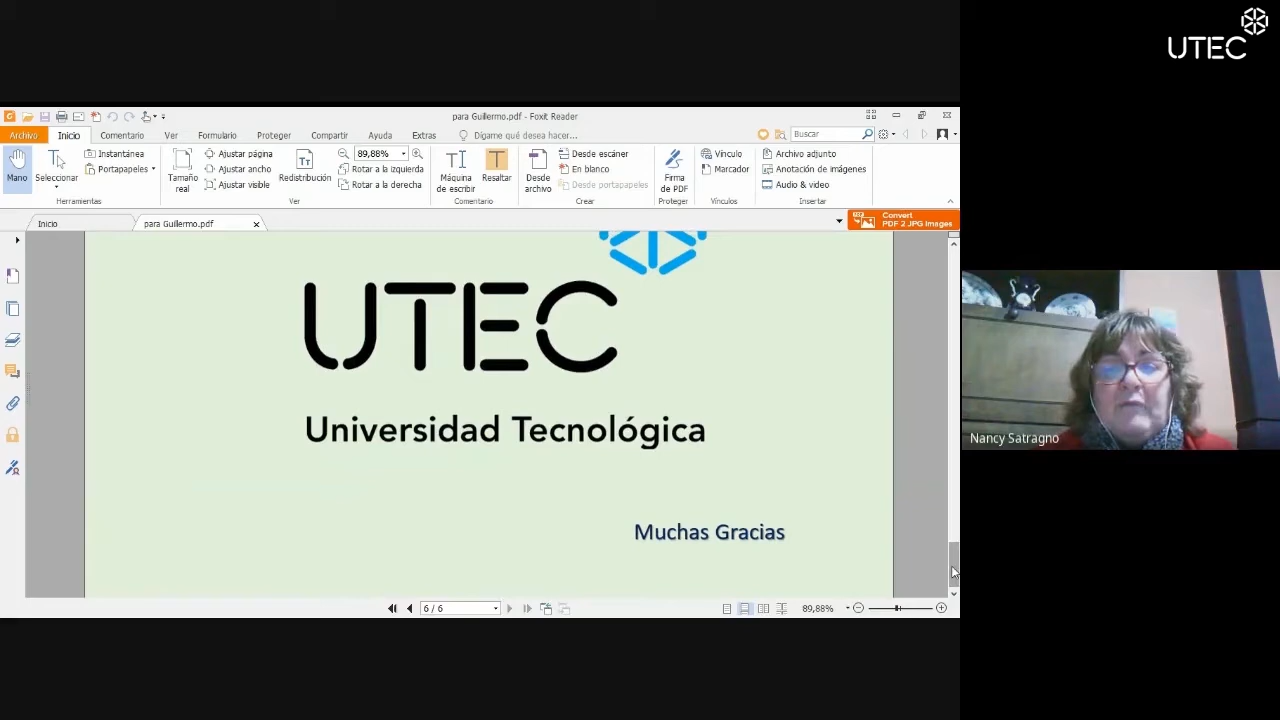 UTEC
para Guillermo.pdf - Foxit Reader
Archivo Inicio Comentario Ver Formulario Proteger Compartir Ayuda Extras Dígame qué desea hacer... Buscar
Mano
Seleccionar
Instantánea
Portapapeles
Herramientas
Tamaño real
Ajustar página
Ajustar ancho
Ajustar visible
Redistribución
89,88%
Rotar a la izquierda
Rotar a la derecha
Ver
Máquina de escribir
Resaltar
Comentario
Desde archivo
Desde escáner
En blanco
Desde portapapeles
Crear
Firma de PDF
Proteger
Vínculo
Marcador
Vínculos
Archivo adjunto
Anotación de imágenes
Audio & video
Insertar
Inicio para Guillermo.pdf
Convert
PDF 2 JPG Images
UTEC
Universidad Tecnológica
Muchas Gracias
Nancy Satragno
6 / 6 89,88%